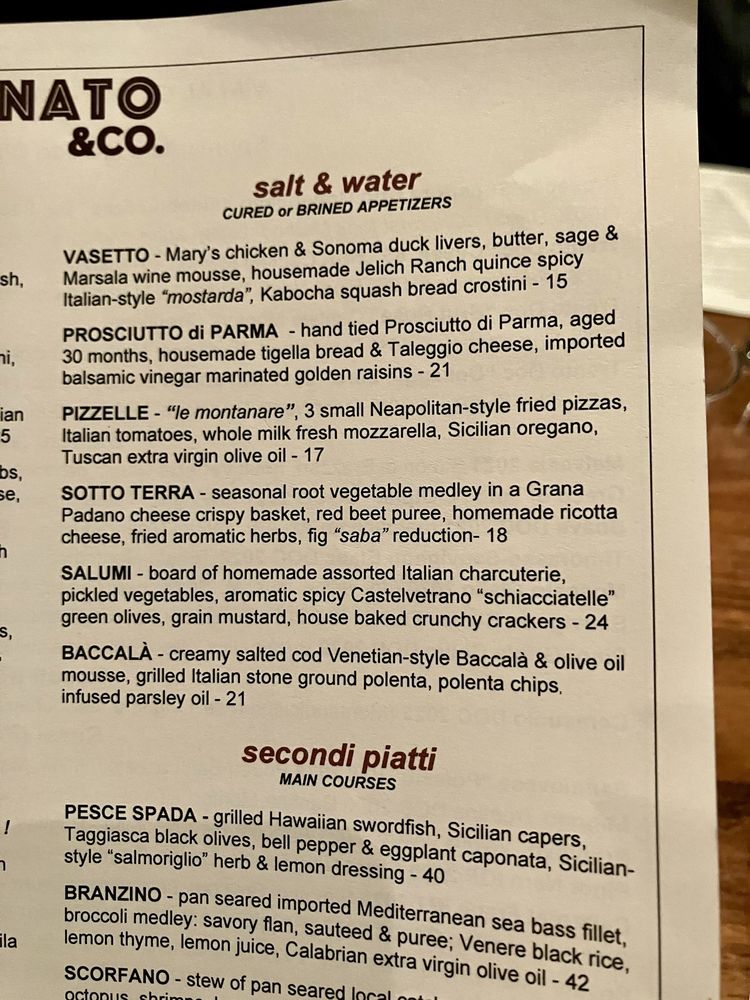 NATO
&CO.
salt & water
CURED or BRINED APPETIZERS
VASETTO - Mary's chicken & Sonoma duck livers, butter, sage &
Marsala wine mousse, housemade Jelich Ranch quince spicy
Italian-style "mostarda", Kabocha squash bread crostini - 15
PROSCIUTTO di PARMA - hand tied Prosciutto di Parma, aged
30 months, housemade tigella bread & Taleggio cheese, imported
balsamic vinegar marinated golden raisins - 21
PIZZELLE - "le montanare", 3 small Neapolitan-style fried pizzas,
Italian tomatoes, whole milk fresh mozzarella, Sicilian oregano,
Tuscan extra virgin olive oil - 17
SOTTO TERRA - seasonal root vegetable medley in a Grana
Padano cheese crispy basket, red beet puree, homemade ricotta
cheese, fried aromatic herbs, fig "saba" reduction- 18
SALUMI - board of homemade assorted Italian charcuterie,
pickled vegetables, aromatic spicy Castelvetrano "schiacciatelle"
green olives, grain mustard, house baked crunchy crackers - 24
BACCALÀ - creamy salted cod Venetian-style Baccalà & olive oil
mousse, grilled Italian stone ground polenta, polenta chips,
infused parsley oil - 21
secondi piatti
MAIN COURSES
PESCE SPADA - grilled Hawaiian swordfish, Sicilian capers,
Taggiasca black olives, bell pepper & eggplant caponata, Sicilian-
style "salmoriglio" herb & lemon dressing - 40
BRANZINO - pan seared imported Mediterranean sea bass fillet,
broccoli medley: savory flan, sauteed & puree; Venere black rice,
lemon thyme, lemon juice, Calabrian extra virgin olive oil - 42
SCORFANO - stew of pan seared local
octopus, shrimps